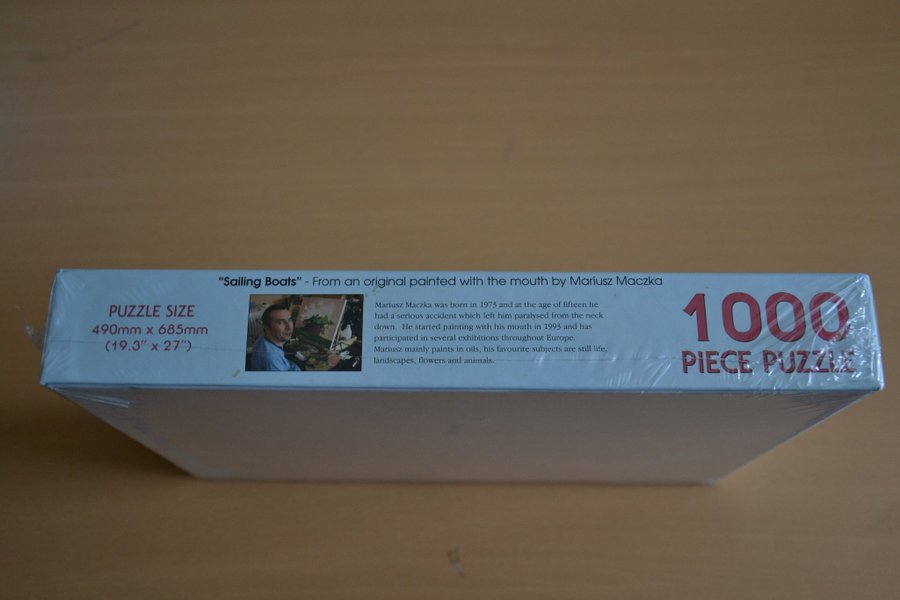 "Sailing Boats" - From an original painted with the mouth by Mariusz Maczka
PUZZLE SIZE
490mm x 685mm
(19.3" x 27")
Mariusz Maczka was born in 1973 and at the age of fifteen he
had a serious accident which left him paralysed from the neck
down. He started painting with his mouth in 1993 and has
participated in several exhibitions throughout Europe.
Mariusz mainly paints in oils, his favourite subjects are still life,
landscapes, flowers and animals.
1000
PIECE PUZZLE